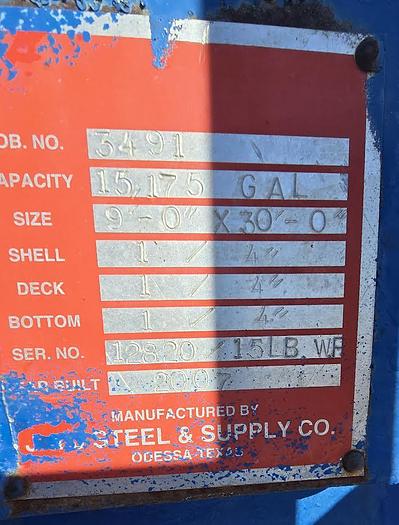 OB. NO. 3491
APACITY 15,175 GAL
SIZE 9'-0" X 30'-0"
SHELL 1 / 4"
DECK 1 / 4"
BOTTOM 1 / 4"
SER. NO. 12820 / 15LB. WP
BUILT 2007
MANUFACTURED BY
STEEL & SUPPLY CO.
ODESSA-TEXAS